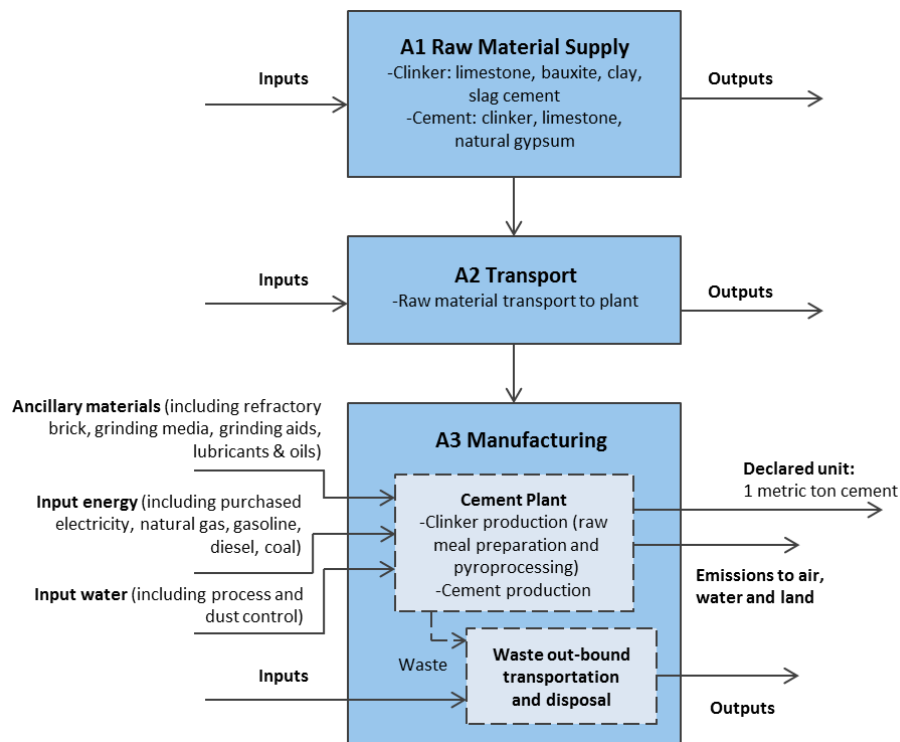 A1 Raw Material Supply
-Clinker: limestone, bauxite, clay,
slag cement
-Cement: clinker, limestone,
natural gypsum
Inputs
Outputs
A2 Transport
-Raw material transport to plant
Inputs
Outputs
Ancillary materials (including refractory
brick, grinding media, grinding aids,
lubricants & oils)
Input energy (including purchased
electricity, natural gas, gasoline,
diesel, coal)
Input water (including process and
dust control)
Inputs
A3 Manufacturing
Cement Plant
-Clinker production (raw
meal preparation and
pyroprocessing)
-Cement production
Waste
Waste out-bound
transportation
and disposal
Declared unit:
1 metric ton cement
Emissions to air,
water and land
Outputs